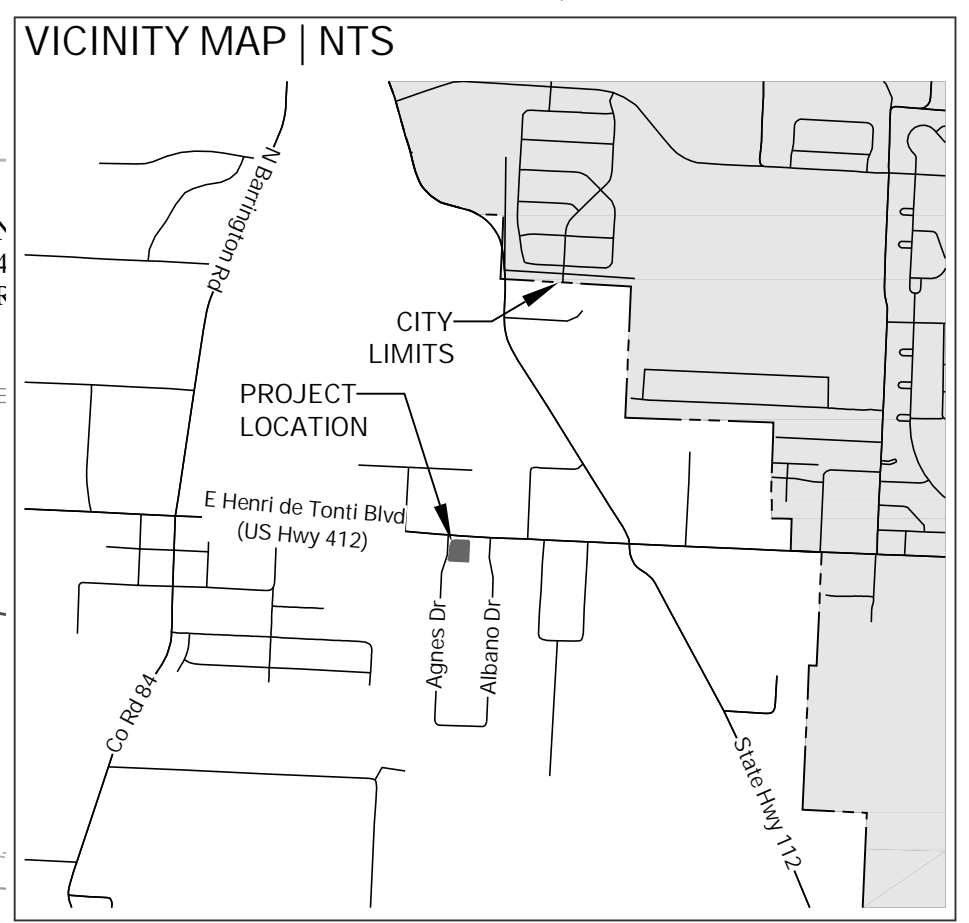 VICINITY MAP | NTS
N Barrington Rd
CITY
LIMITS
PROJECT
LOCATION
E Henri de Tonti Blvd
(US Hwy 412)
Agnes Dr
Albano Dr
Co Rd 84
State Hwy 112